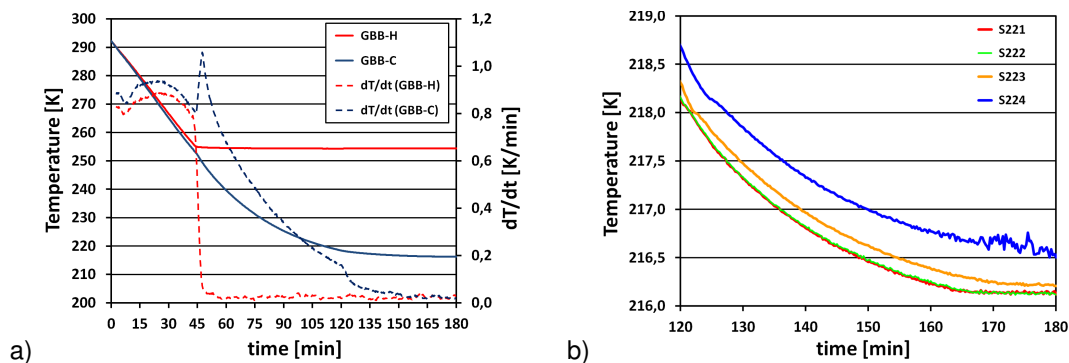 300
290
280
270
260
250
240
230
220
210
200
Temperature [K]
0 15 30 45 60 75 90 105 120 135 150 165 180
time [min]
1,2
1,0
0,8
0,6
0,4
0,2
0,0
dT/dt [K/min]
GBB-H
GBB-C
dT/dt (GBB-H)
dT/dt (GBB-C)
a)
219,0
218,5
218,0
217,5
217,0
216,5
216,0
Temperature [K]
120 130 140 150 160 170 180
time [min]
S221
S222
S223
S224
b)